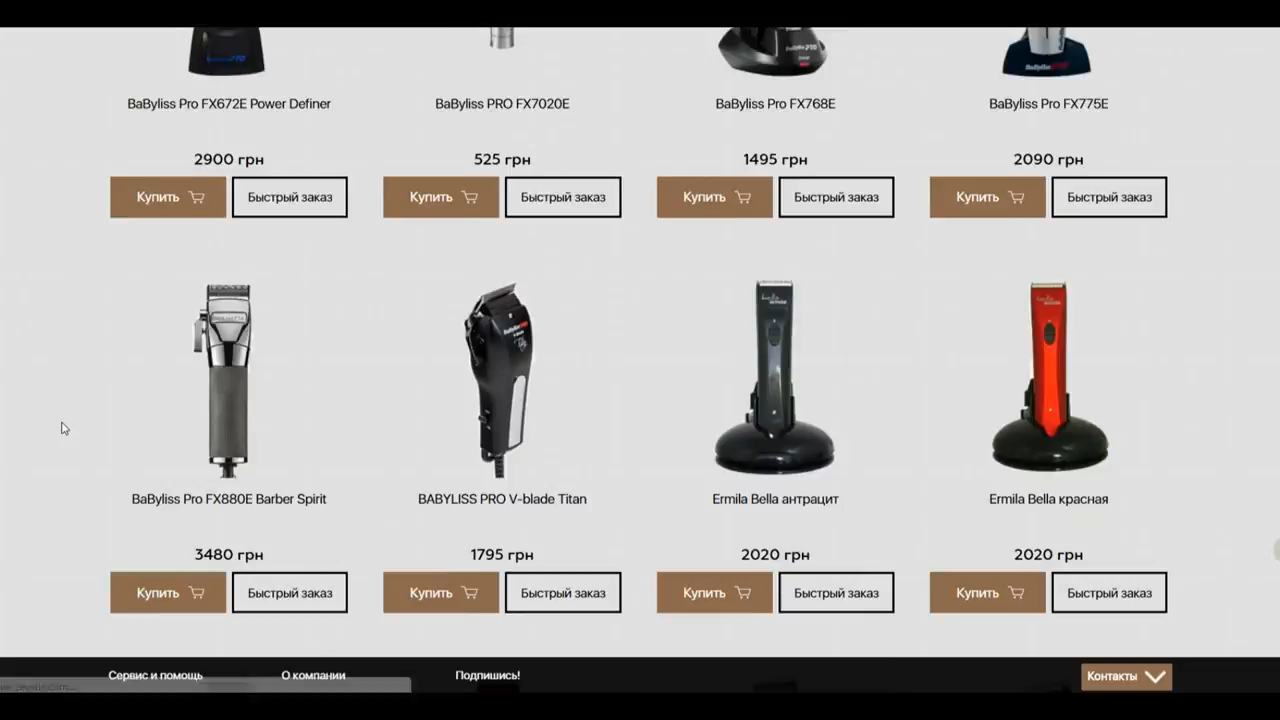 BaByliss Pro FX672E Power Definer
BaByliss PRO FX7020E
BaByliss Pro FX768E
BaByliss Pro FX775E
2900 грн
525 грн
1495 грн
2090 грн
Купить
Быстрый заказ
Купить
Быстрый заказ
Купить
Быстрый заказ
Купить
Быстрый заказ
BaByliss Pro FX880E Barber Spirit
BABYLISS PRO V-blade Titan
Ermila Bella антрацит
Ermila Bella красная
3480 грн
1795 грн
2020 грн
2020 грн
Купить
Быстрый заказ
Купить
Быстрый заказ
Купить
Быстрый заказ
Купить
Быстрый заказ
Сервис и помощь
О компании
Подпишись!
Контакты